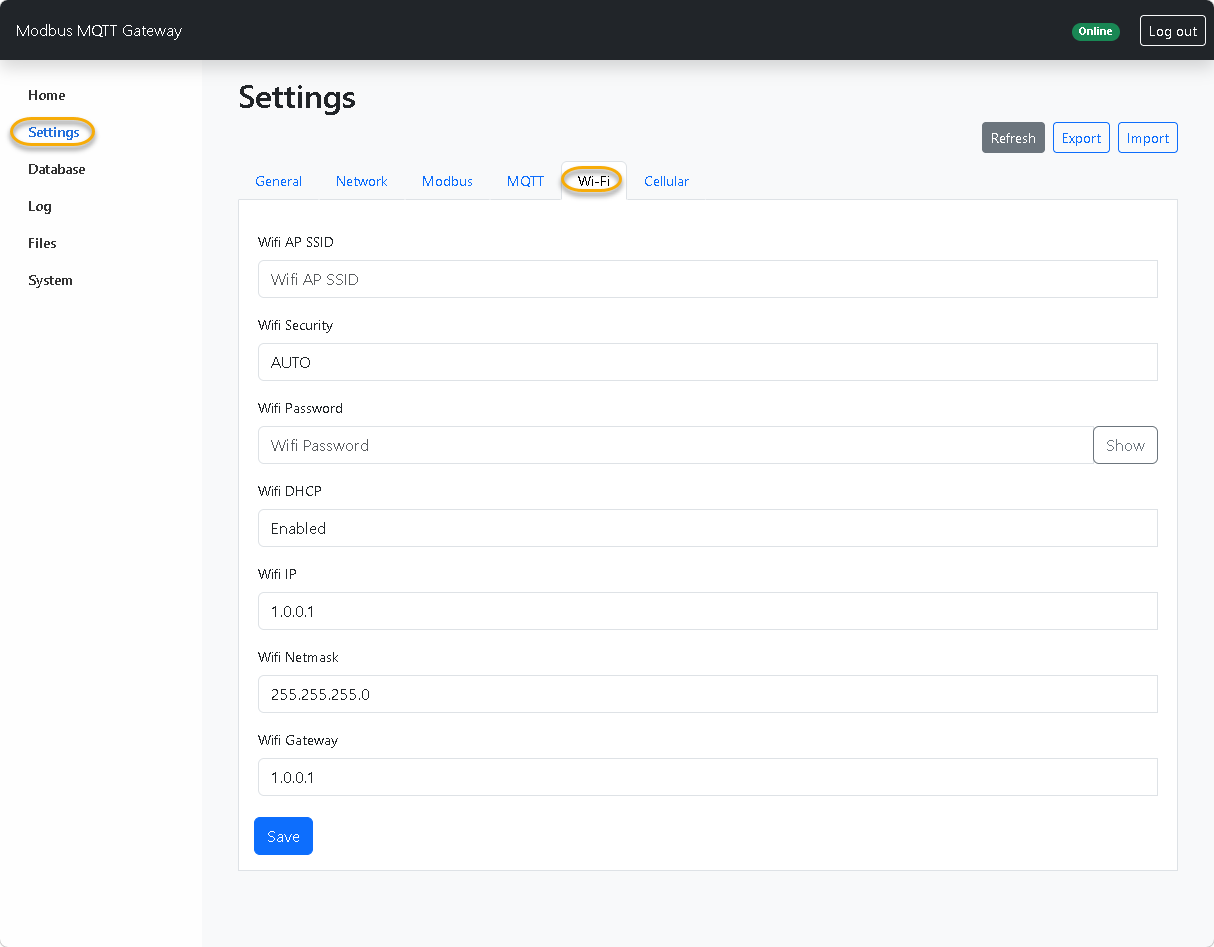 Modbus MQTT Gateway
Online
Log out
Home
Settings
Database
Log
Files
System
Settings
Refresh Export Import
General Network Modbus MQTT Wi-Fi Cellular
Wifi AP SSID
Wifi AP SSID
Wifi Security
AUTO
Wifi Password
Wifi Password Show
Wifi DHCP
Enabled
Wifi IP
1.0.0.1
Wifi Netmask
255.255.255.0
Wifi Gateway
1.0.0.1
Save